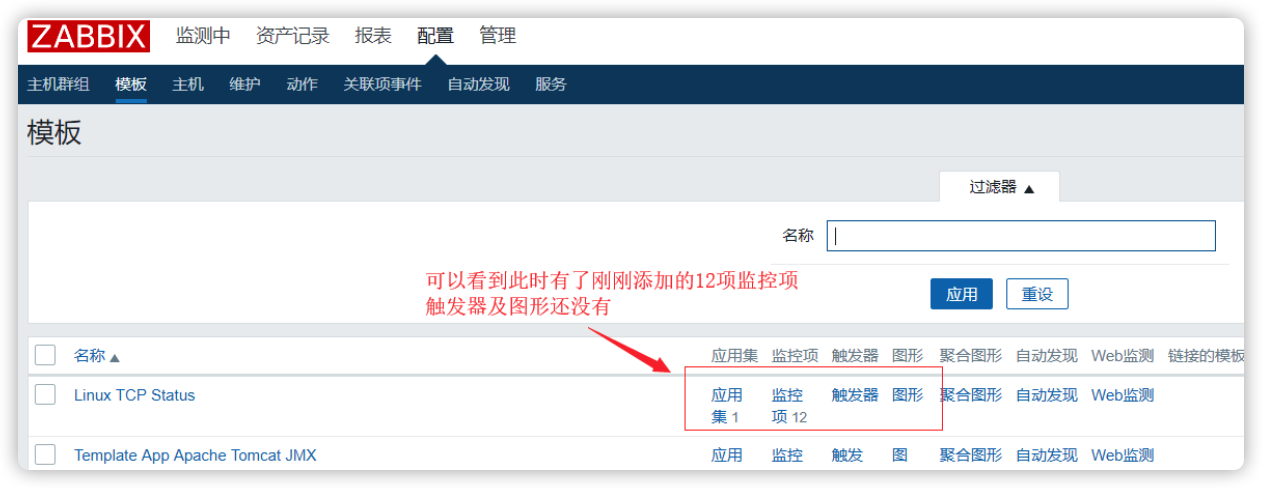 ZABBIX 监测中 资产记录 报表 配置 管理
主机群组 模板 主机 维护 动作 关联项事件 自动发现 服务
模板
过滤器 ▲
名称
应用 重设
可以看到此时有了刚刚添加的12项监控项
触发器及图形还没有
名称 ▲ 应用集 监控项 触发器 图形 聚合图形 自动发现 Web监测 链接的模板
Linux TCP Status 应用 监控 触发器 图形 聚合图形 自动发现 Web监测
集 1 项 12
Template App Apache Tomcat JMX 应用 监控 触发 图 聚合图形 自动发现 Web监测